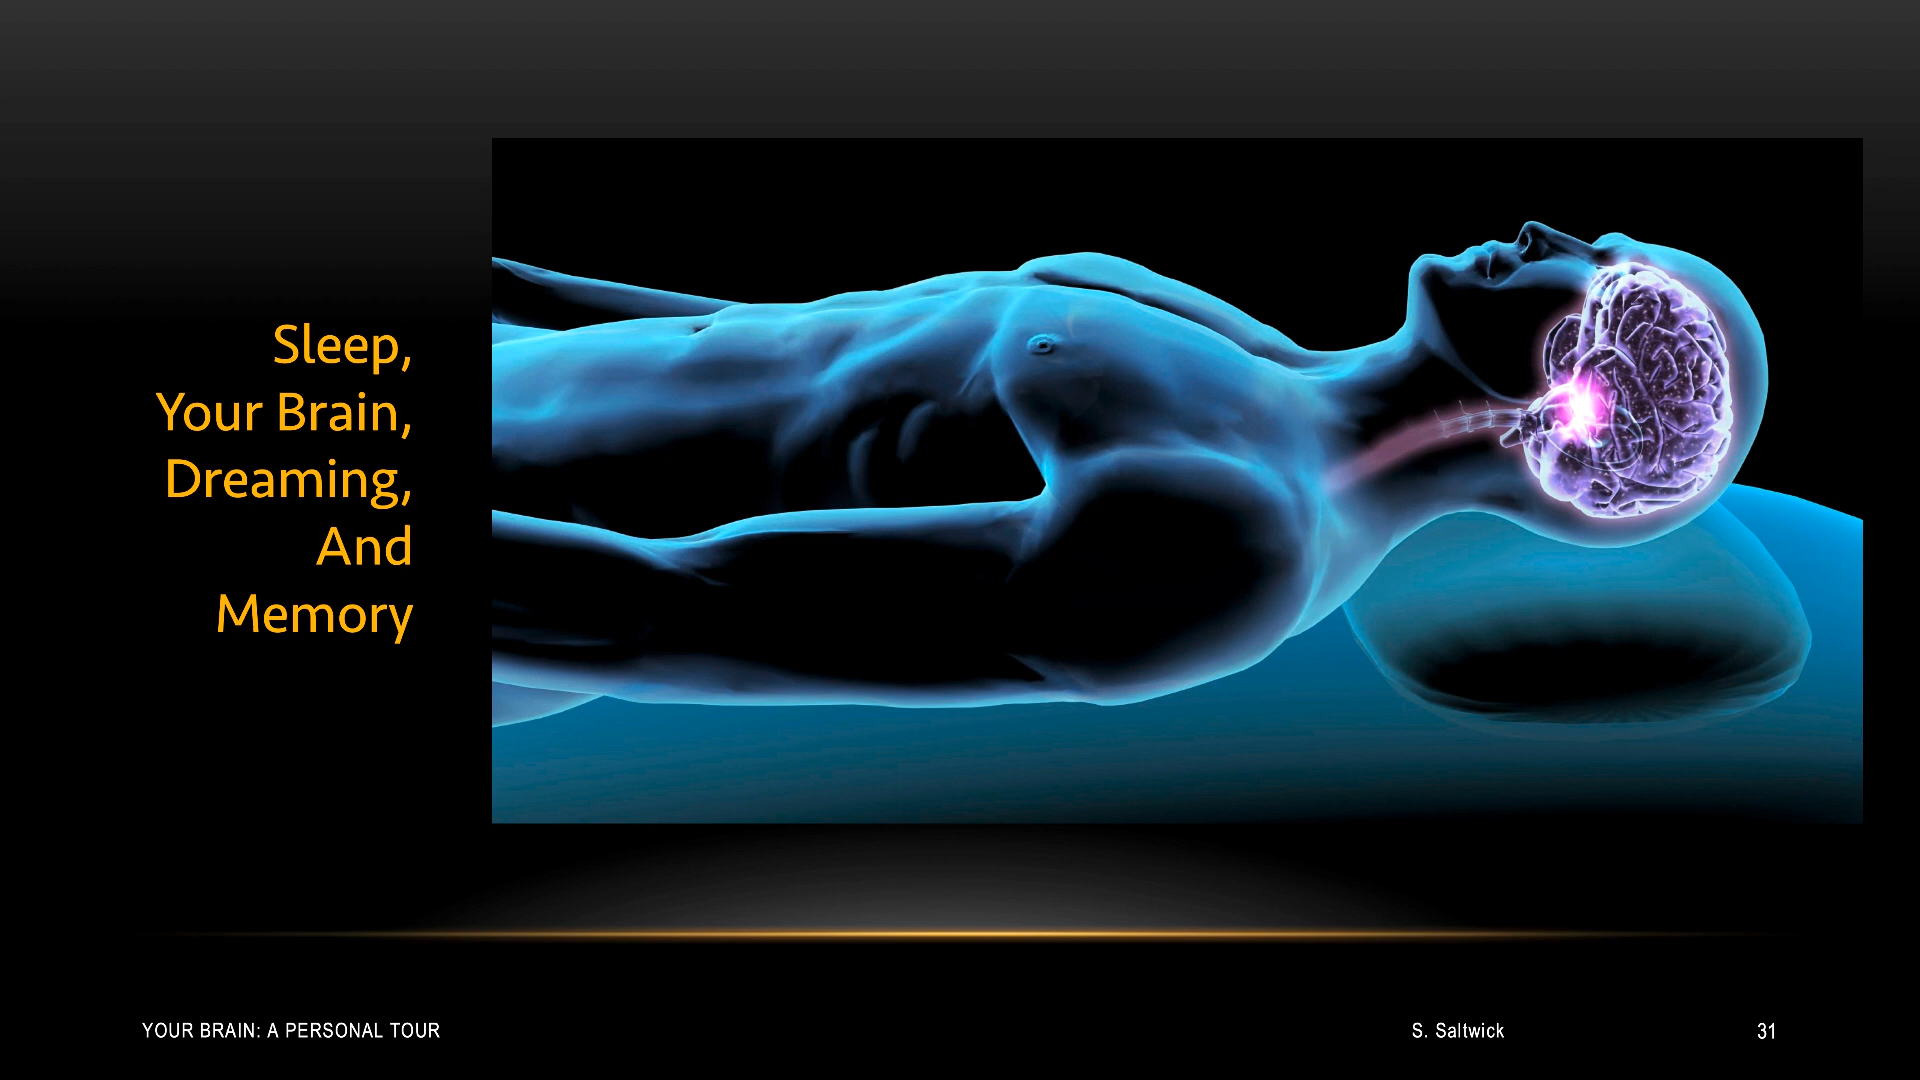 Sleep,
Your Brain,
Dreaming,
And
Memory
YOUR BRAIN: A PERSONAL TOUR
S. Saltwick
31